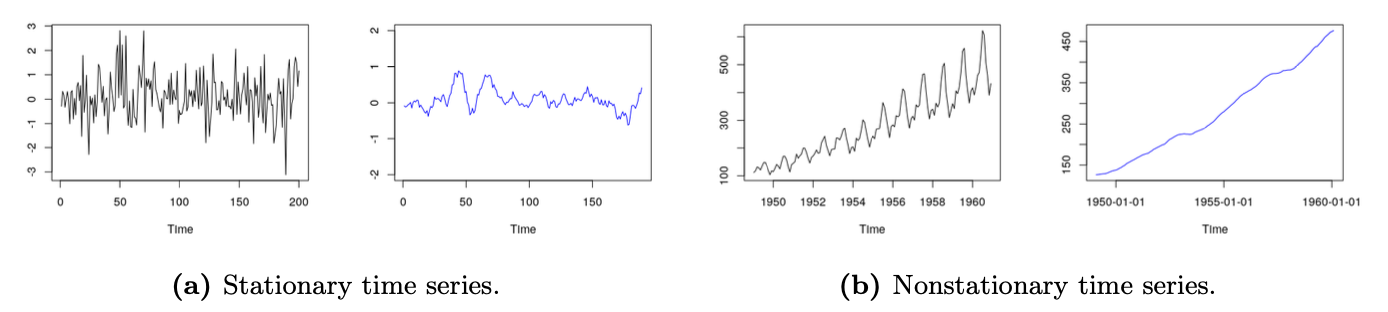 3
2
1
0
-1
-2
-3
0 50 100 150 200
Time
2
1
0
-1
-2
0 50 100 150
Time
500
300
100
1950 1952 1954 1956 1958 1960
Time
450
350
250
150
1950-01-01 1955-01-01 1960-01-01
Time
(a) Stationary time series.
(b) Nonstationary time series.